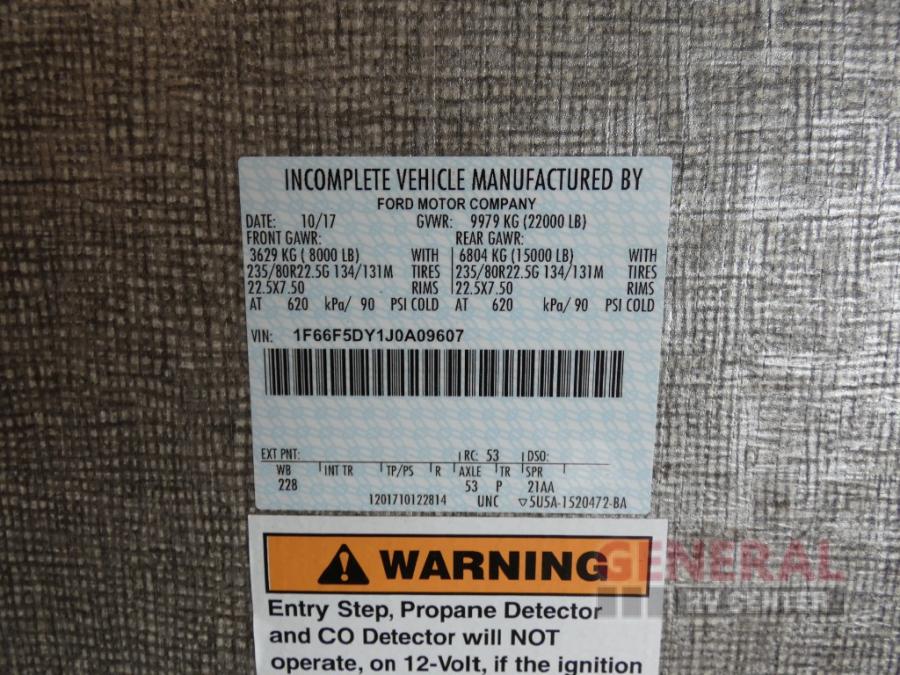 INCOMPLETE VEHICLE MANUFACTURED BY
FORD MOTOR COMPANY
DATE: 10/17 GVWR: 9979 KG (22000 LB)
FRONT GAWR: REAR GAWR:
3629 KG ( 8000 LB) WITH 6804 KG (15000 LB) WITH
235/80R22.5G 134/131M TIRES 235/80R22.5G 134/131M TIRES
22.5X7.50 RIMS 22.5X7.50 RIMS
AT 620 kPa/ 90 PSI COLD AT 620 kPa/ 90 PSI COLD
VIN: 1F66F5DY1J0A09607
EXT PNT: RC: 53 DSO:
WB INT TR TP/PS R AXLE TR SPR
228 53 P 21AA
1201710122814 UNC ▽5U5A-1520472-BA
WARNING
GENERAL
RV CENTER
Entry Step, Propane Detector
and CO Detector will NOT
operate, on 12-Volt, if the ignition